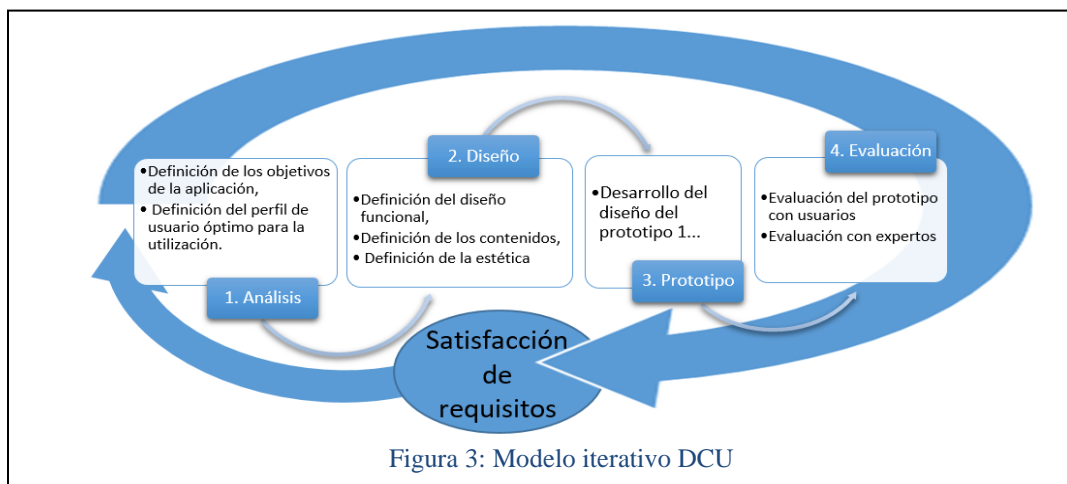 •Definición de los objetivos
de la aplicación,
• Definición del perfil de
usuario óptimo para la
utilización.
1. Análisis
2. Diseño
•Definición del diseño
funcional,
•Definición de los contenidos,
• Definición de la estética
•Desarrollo del
diseño del
prototipo 1...
3. Prototipo
4. Evaluación
•Evaluación del prototipo
con usuarios
•Evaluación con expertos
Satisfacción
de
requisitos
Figura 3: Modelo iterativo DCU